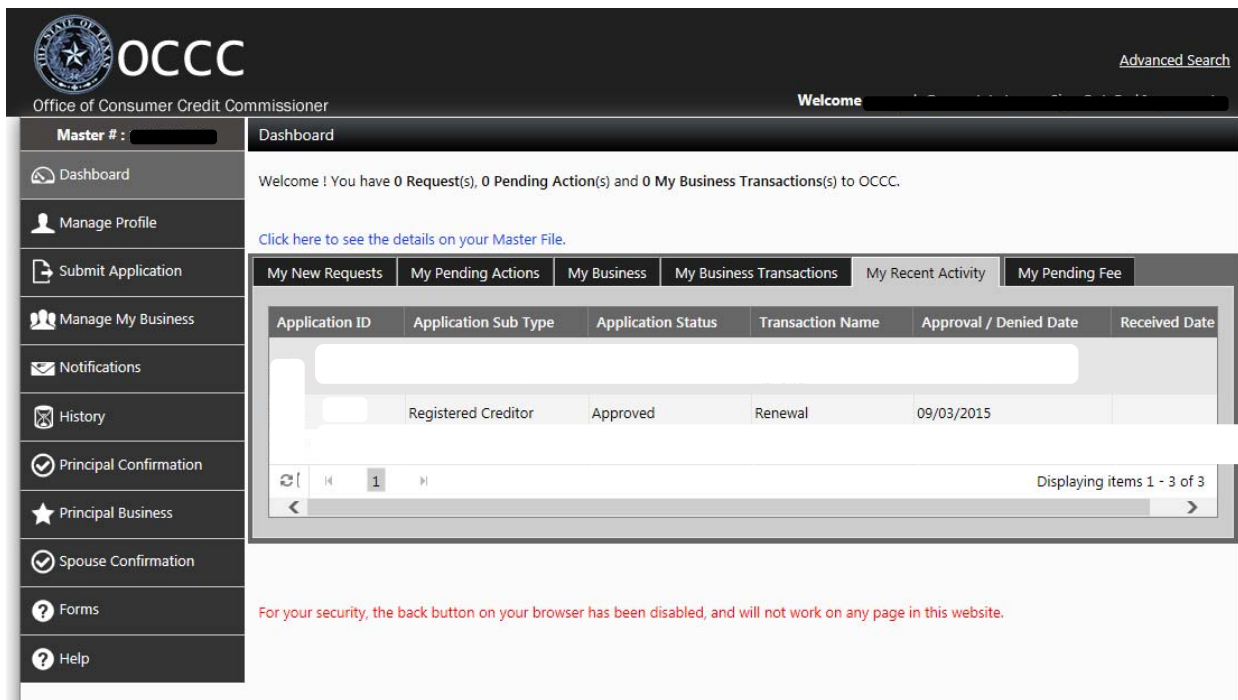 THE STATE OF TEXAS
OCCC
Advanced Search
Office of Consumer Credit Commissioner
Welcome
Master # :
Dashboard
Dashboard
Welcome ! You have 0 Request(s), 0 Pending Action(s) and 0 My Business Transactions(s) to OCCC.
Manage Profile
Click here to see the details on your Master File.
Submit Application
My New Requests My Pending Actions My Business My Business Transactions My Recent Activity My Pending Fee
Manage My Business
Application ID Application Sub Type Application Status Transaction Name Approval / Denied Date Received Date
Notifications
History
Registered Creditor Approved Renewal 09/03/2015
Principal Confirmation
1 Displaying items 1 - 3 of 3
Principal Business
Spouse Confirmation
Forms
For your security, the back button on your browser has been disabled, and will not work on any page in this website.
Help